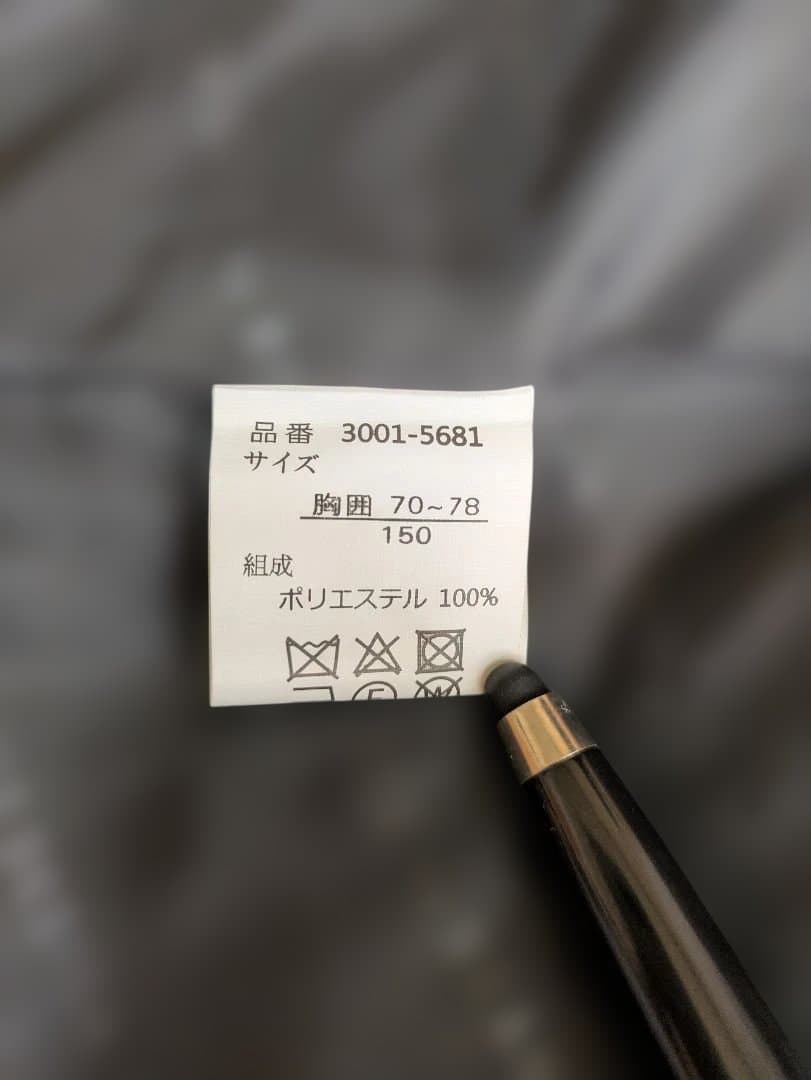 品番 3001-5681
サイズ
胸囲 70~78
150
組成
ポリエステル 100%